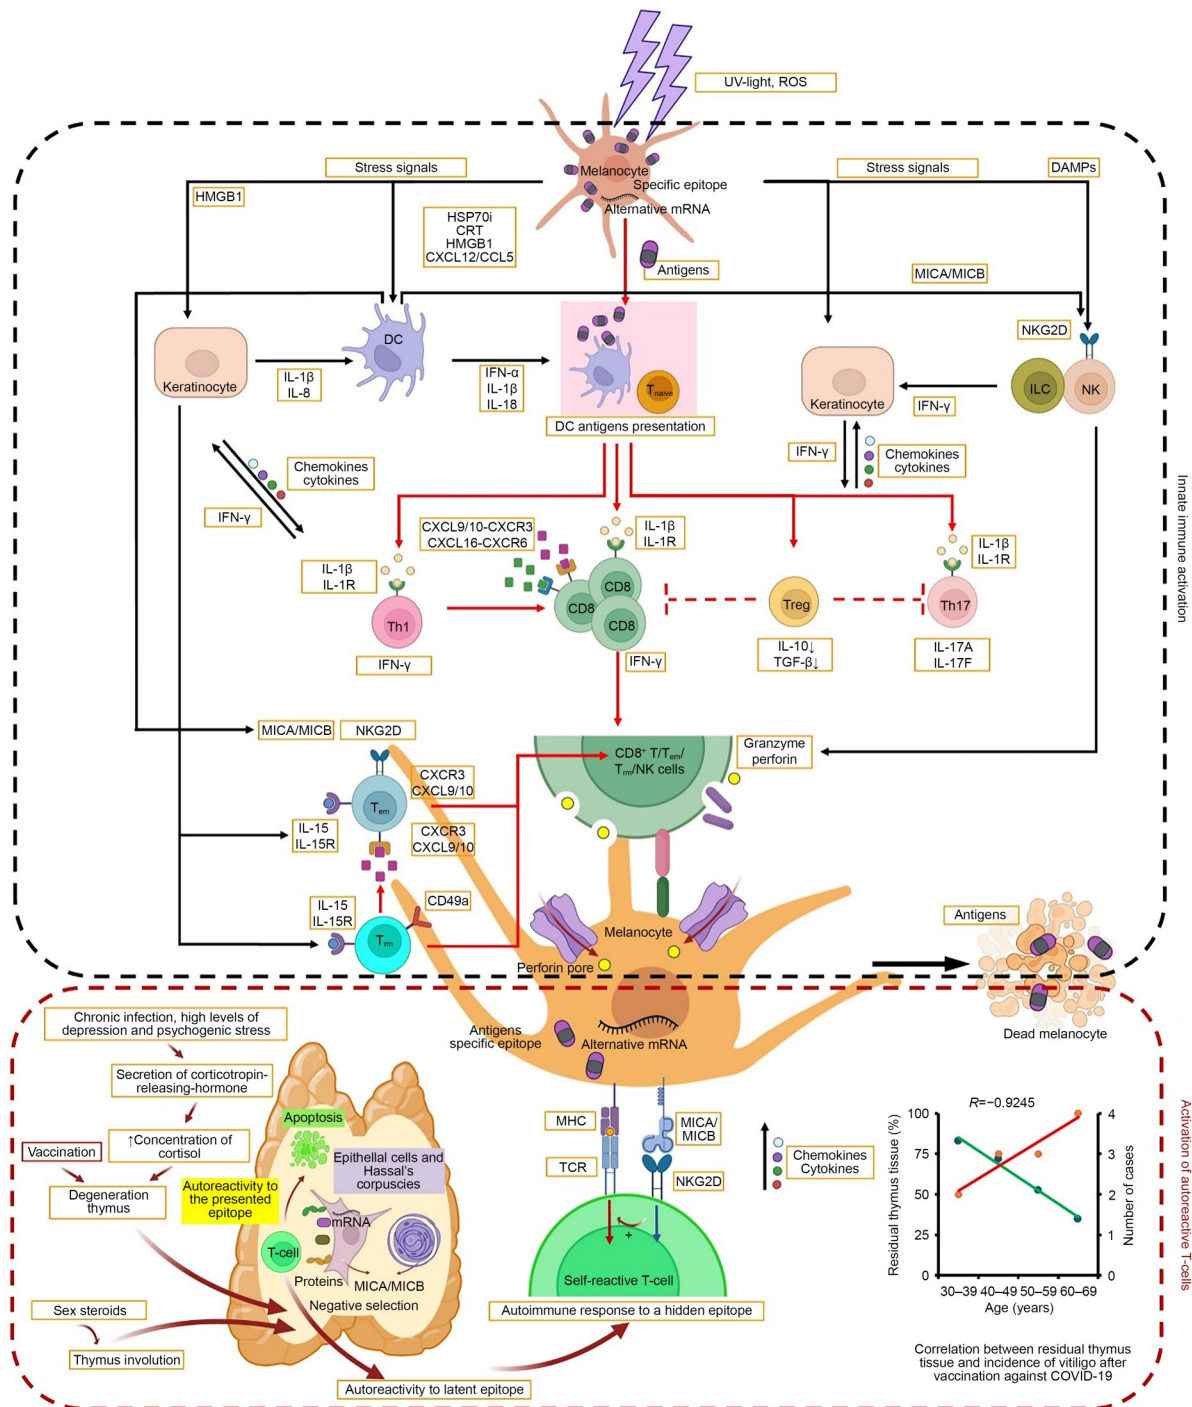 UV-light, ROS
Stress signals
Melanocyte
Specific epitope
Alternative mRNA
Stress signals
DAMPs
HMGB1
HSP70i
CRT
HMGB1
CXCL12/CCL5
Antigens
MICA/MICB
NKG2D
DC
Keratinocyte
IL-1β
IL-8
IFN-α
IL-1β
IL-18
Tnaive
DC antigens presentation
Keratinocyte
IFN-γ
ILC
NK
Chemokines
cytokines
IFN-γ
IFN-γ
Chemokines
cytokines
Innate immune activation
CXCL9/10-CXCR3
CXCL16-CXCR6
IL-1β
IL-1R
IL-1β
IL-1R
IL-1β
IL-1R
Th1
CD8
CD8
CD8
Treg
Th17
IFN-γ
IFN-γ
IL-10↓
TGF-β↓
IL-17A
IL-17F
MICA/MICB
NKG2D
CD8⁺ T/Tem/
Trm/NK cells
Granzyme
perforin
CXCR3
CXCL9/10
Tem
IL-15
IL-15R
CXCR3
CXCL9/10
IL-15
IL-15R
CD49a
Trm
Melanocyte
Perforin pore
Antigens
Dead melanocyte
Antigens
specific epitope
Alternative mRNA
Chronic infection, high levels of
depression and psychogenic stress
Secretion of corticotropin-
releasing-hormone
↑Concentration of
cortisol
Vaccination
Degeneration
thymus
Apoptosis
Epithellal cells and
Hassal's
corpuscies
Autoreactivity to
the presented
epitope
mRNA
T-cell
Proteins
MICA/MICB
Negative selection
Sex steroids
Thymus involution
Autoreactivity to latent epitope
MHC
TCR
MICA/
MICB
NKG2D
+
Self-reactive T-cell
Autoimmune response to a hidden epitope
Chemokines
Cytokines
R=−0.9245
Residual thymus tissue (%)
100
75
50
25
0
4
3
2
1
0
Number of cases
30–39 40–49 50–59 60–69
Age (years)
Correlation between residual thymus
tissue and incidence of vitiligo after
vaccination against COVID-19
Activation of autoreactive T-cells